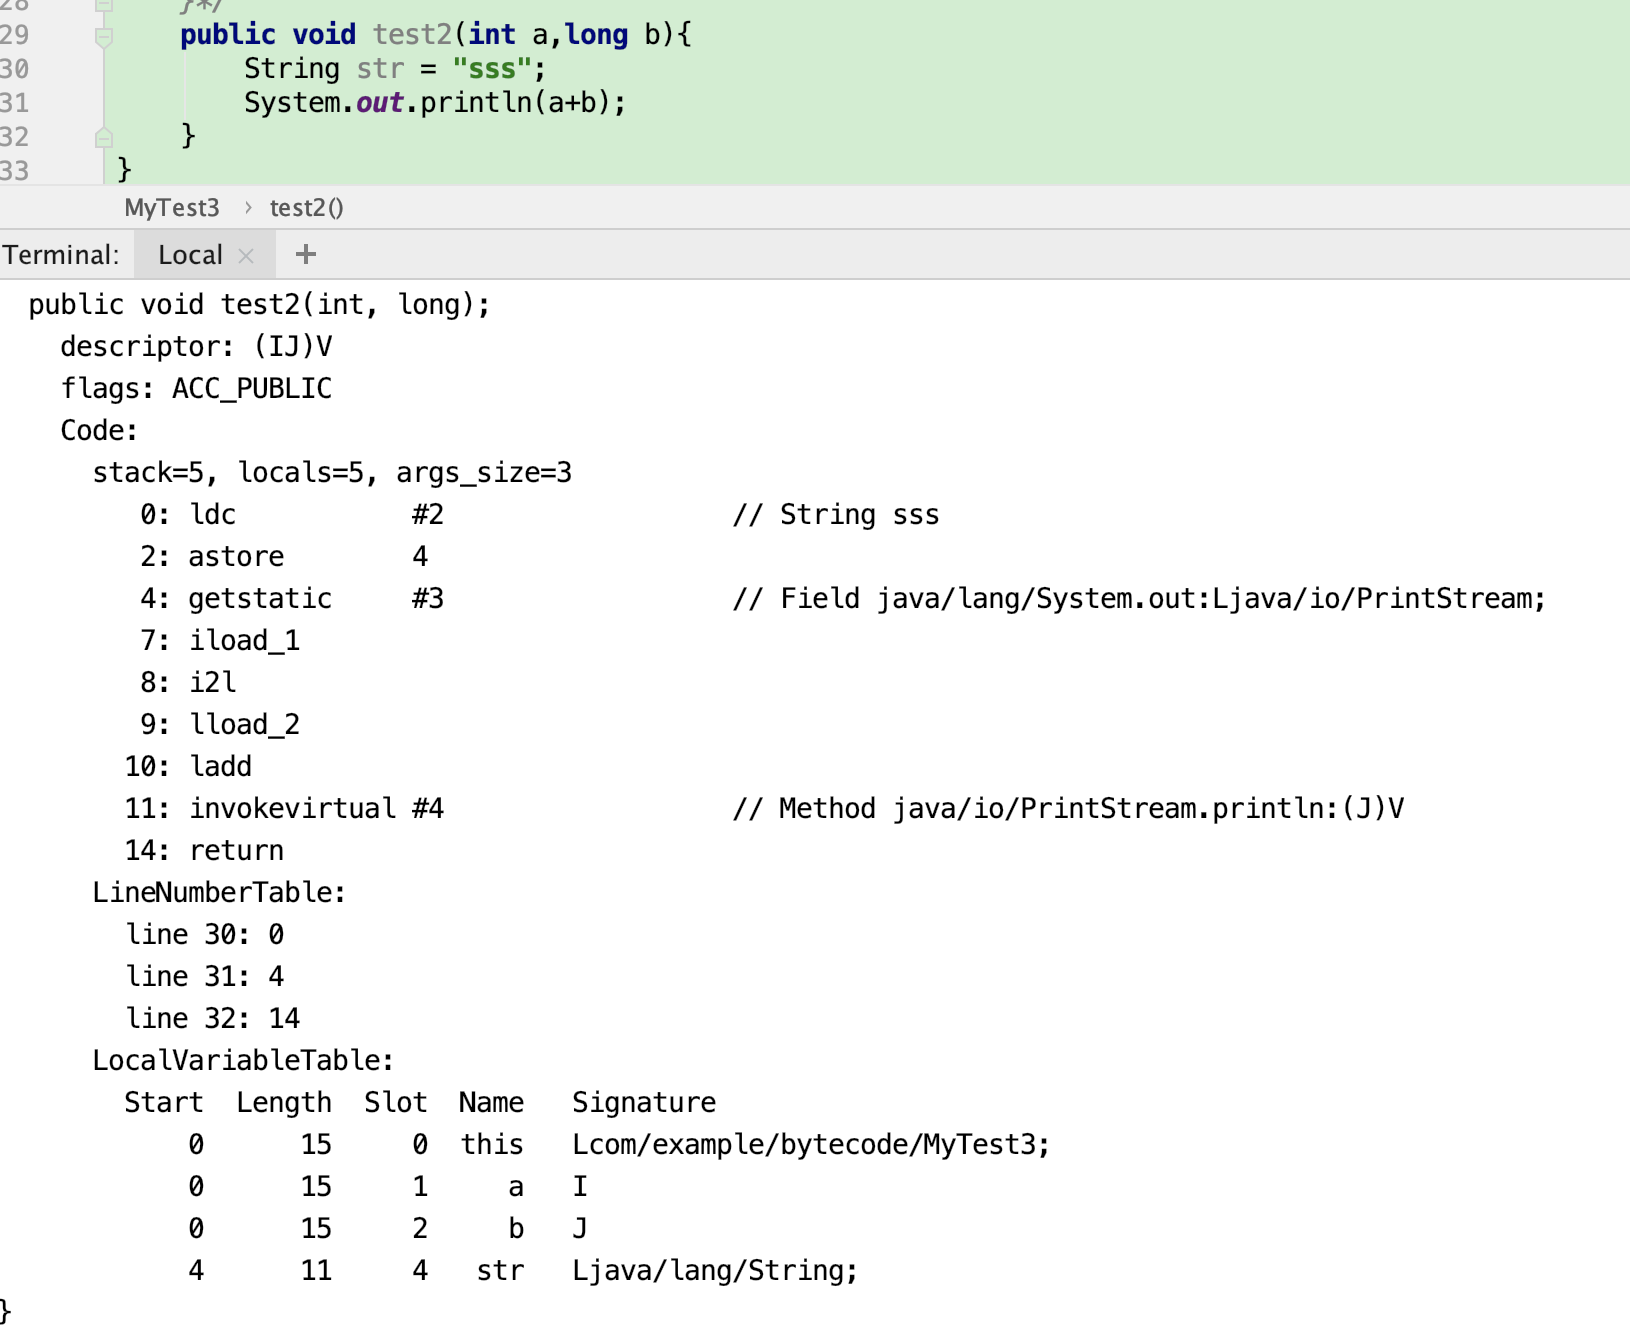 28    }*/
29    public void test2(int a,long b){
30        String str = "sss";
31        System.out.println(a+b);
32    }
33 }
MyTest3 › test2()
Terminal: Local × +
public void test2(int, long);
  descriptor: (IJ)V
  flags: ACC_PUBLIC
  Code:
    stack=5, locals=5, args_size=3
       0: ldc           #2                  // String sss
       2: astore        4
       4: getstatic     #3                  // Field java/lang/System.out:Ljava/io/PrintStream;
       7: iload_1
       8: i2l
       9: lload_2
      10: ladd
      11: invokevirtual #4                  // Method java/io/PrintStream.println:(J)V
      14: return
    LineNumberTable:
      line 30: 0
      line 31: 4
      line 32: 14
    LocalVariableTable:
      Start  Length  Slot  Name   Signature
          0      15     0  this   Lcom/example/bytecode/MyTest3;
          0      15     1     a   I
          0      15     2     b   J
          4      11     4   str   Ljava/lang/String;
}